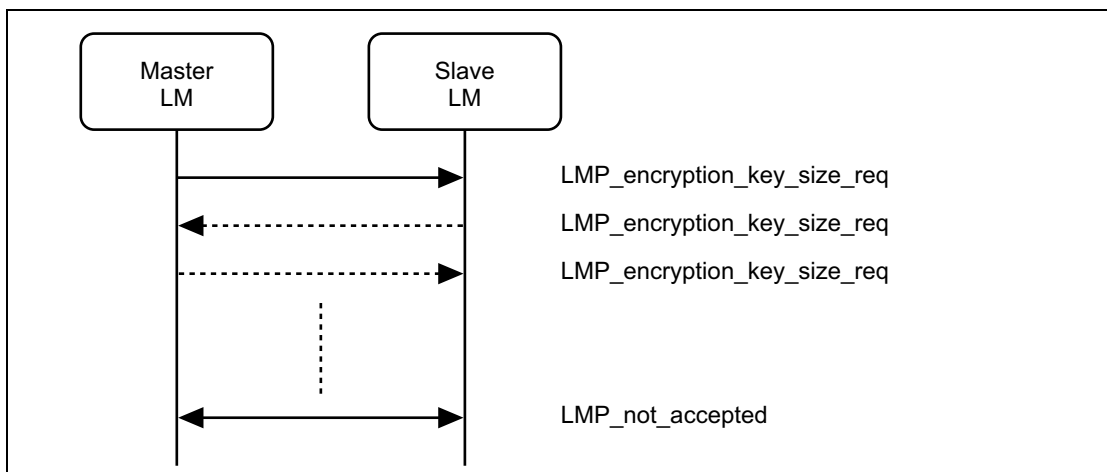 Master
LM
Slave
LM
LMP_encryption_key_size_req
LMP_encryption_key_size_req
LMP_encryption_key_size_req
LMP_not_accepted